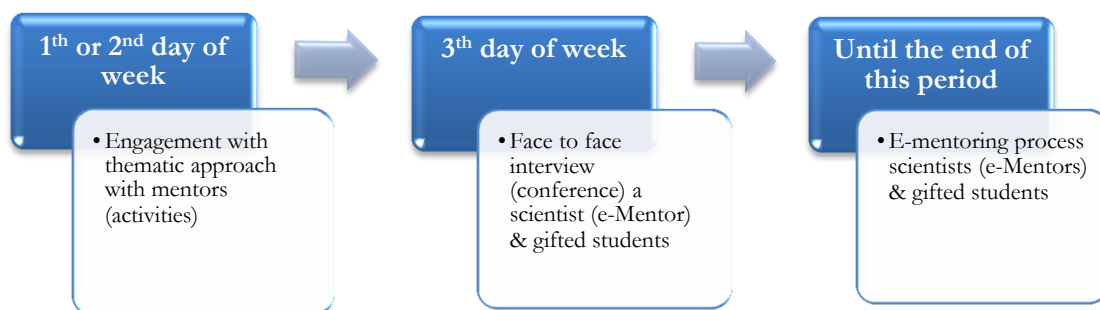 1th or 2nd day of
week
• Engagement with
thematic approach
with mentors
(activities)
3th day of week
• Face to face
interview
(conference) a
scientist (e-Mentor)
& gifted students
Until the end of
this period
• E-mentoring process
scientists (e-Mentors)
& gifted students